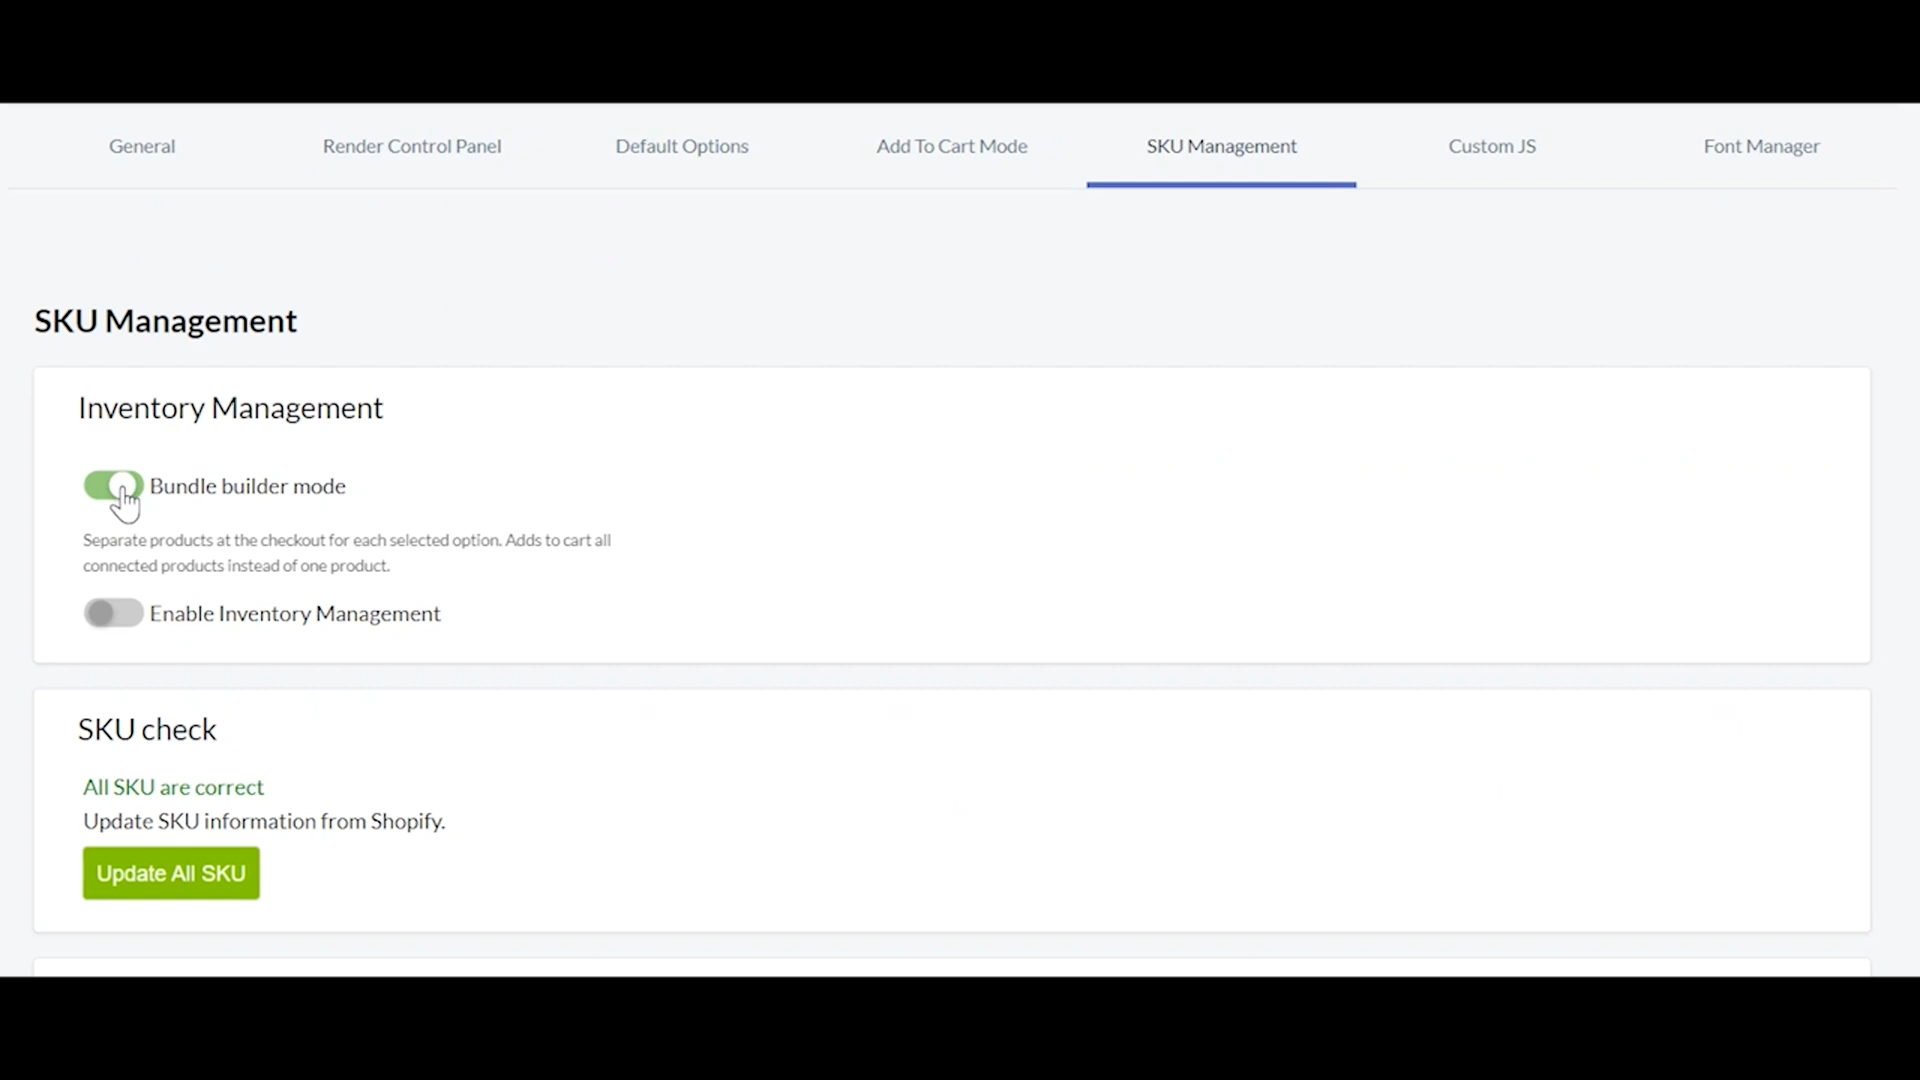 General
Render Control Panel
Default Options
Add To Cart Mode
SKU Management
Custom JS
Font Manager
SKU Management
Inventory Management
Bundle builder mode
Separate products at the checkout for each selected option. Adds to cart all
connected products instead of one product.
Enable Inventory Management
SKU check
All SKU are correct
Update SKU information from Shopify.
Update All SKU